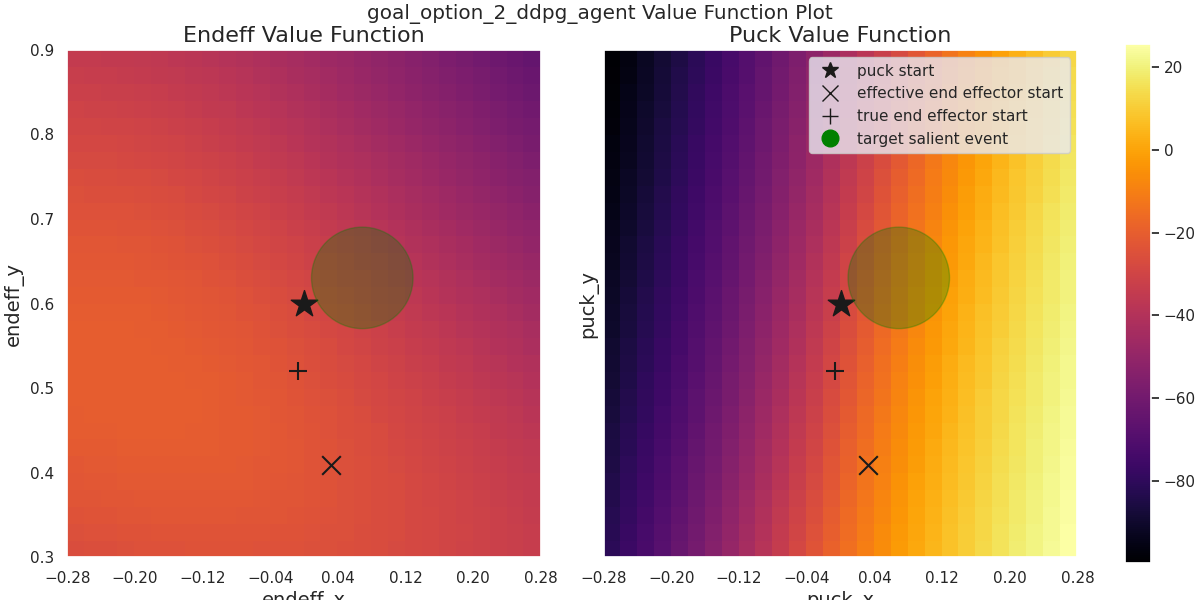 goal_option_2_ddpg_agent Value Function Plot
Endeff Value Function
Puck Value Function
0.9
0.8
0.7
0.6
0.5
0.4
0.3
endeff_y
−0.28
−0.20
−0.12
−0.04
0.04
0.12
0.20
0.28
endeff_x
puck_y
puck start
effective end effector start
true end effector start
target salient event
−0.28
−0.20
−0.12
−0.04
0.04
0.12
0.20
0.28
puck_x
20
0
−20
−40
−60
−80